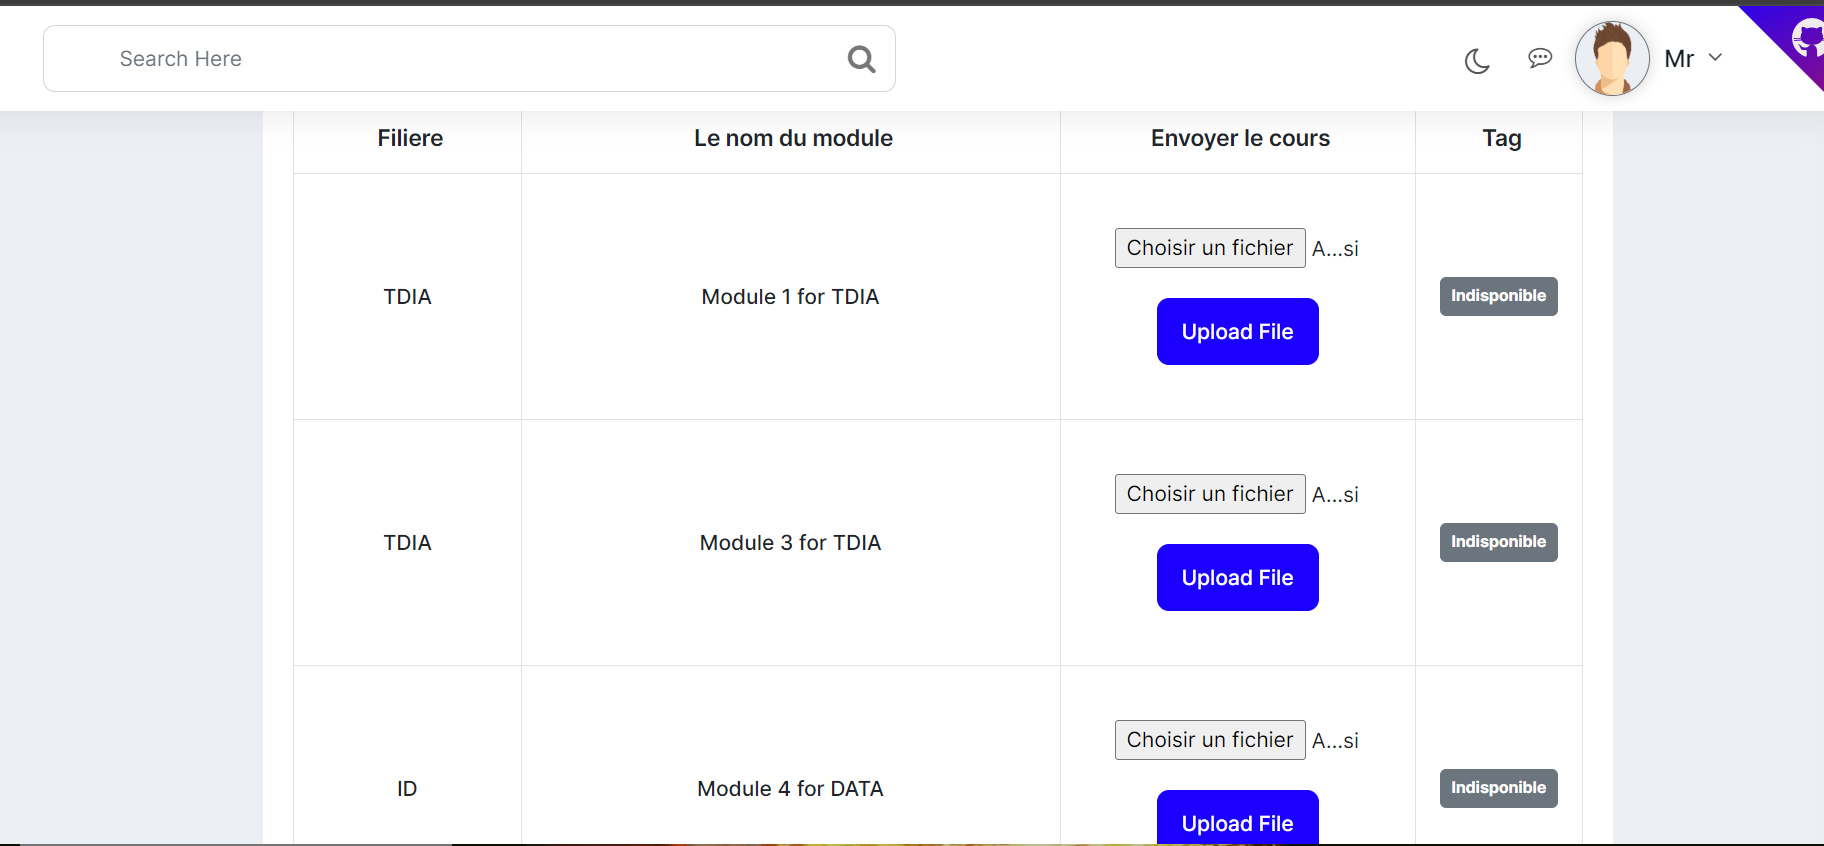 Search Here
Mr
Filiere Le nom du module Envoyer le cours Tag
TDIA Module 1 for TDIA Choisir un fichier A...si Indisponible
Upload File
TDIA Module 3 for TDIA Choisir un fichier A...si Indisponible
Upload File
ID Module 4 for DATA Choisir un fichier A...si Indisponible
Upload File